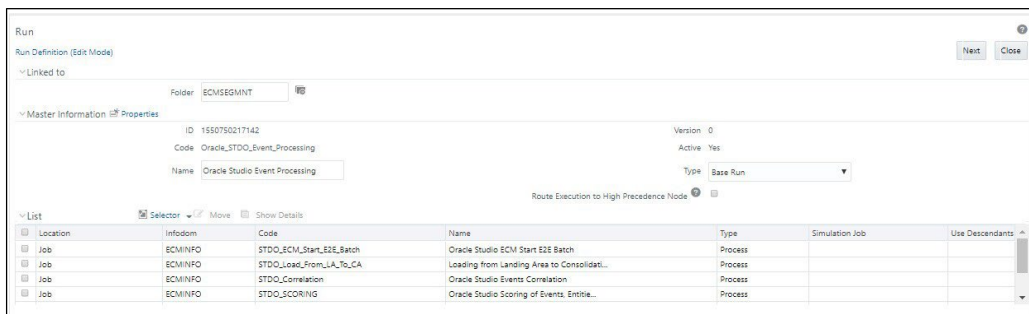 Run
Run Definition (Edit Mode)
Next Close
Linked to
Folder ECMSEGMNT
Master Information Properties
ID 1550750217142 Version 0
Code Oracle_STDO_Event_Processing Active Yes
Name Oracle Studio Event Processing Type Base Run
Route Execution to High Precedence Node
List Selector Move Show Details
Location Infodom Code Name Type Simulation Job Use Descendants
Job ECMINFO STDO_ECM_Start_E2E_Batch Oracle Studio ECM Start E2E Batch Process
Job ECMINFO STDO_Load_From_LA_To_CA Loading from Landing Area to Consolidati... Process
Job ECMINFO STDO_Correlation Oracle Studio Events Correlation Process
Job ECMINFO STDO_SCORING Oracle Studio Scoring of Events, Entitie... Process